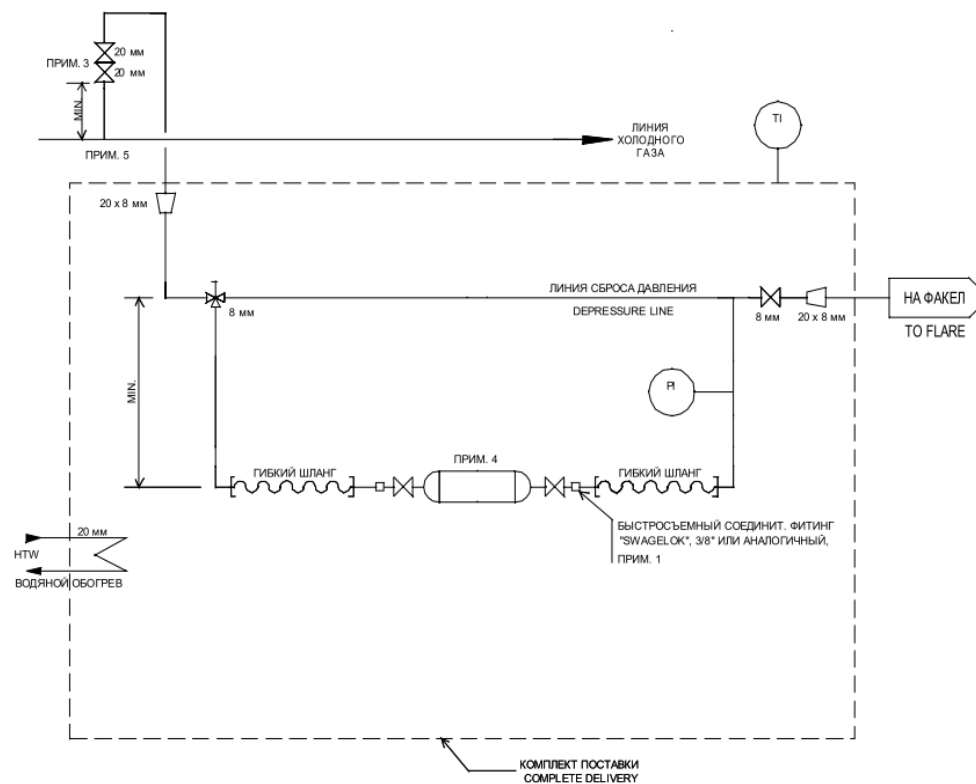 20 мм
ПРИМ. 3
20 мм
MIN.
ЛИНИЯ
ХОЛОДНОГО
ГАЗА
TI
ПРИМ. 5
20 x 8 мм
ЛИНИЯ СБРОСА ДАВЛЕНИЯ
DEPRESSURE LINE
8 мм
8 мм
20 x 8 мм
НА ФАКЕЛ
TO FLARE
MIN.
PI
ГИБКИЙ ШЛАНГ
ПРИМ. 4
ГИБКИЙ ШЛАНГ
БЫСТРОСЪЕМНЫЙ СОЕДИНИТ. ФИТИНГ
"SWAGELOK", 3/8" ИЛИ АНАЛОГИЧНЫЙ,
ПРИМ. 1
20 мм
HTW
ВОДЯНОЙ ОБОГРЕВ
КОМПЛЕКТ ПОСТАВКИ
COMPLETE DELIVERY